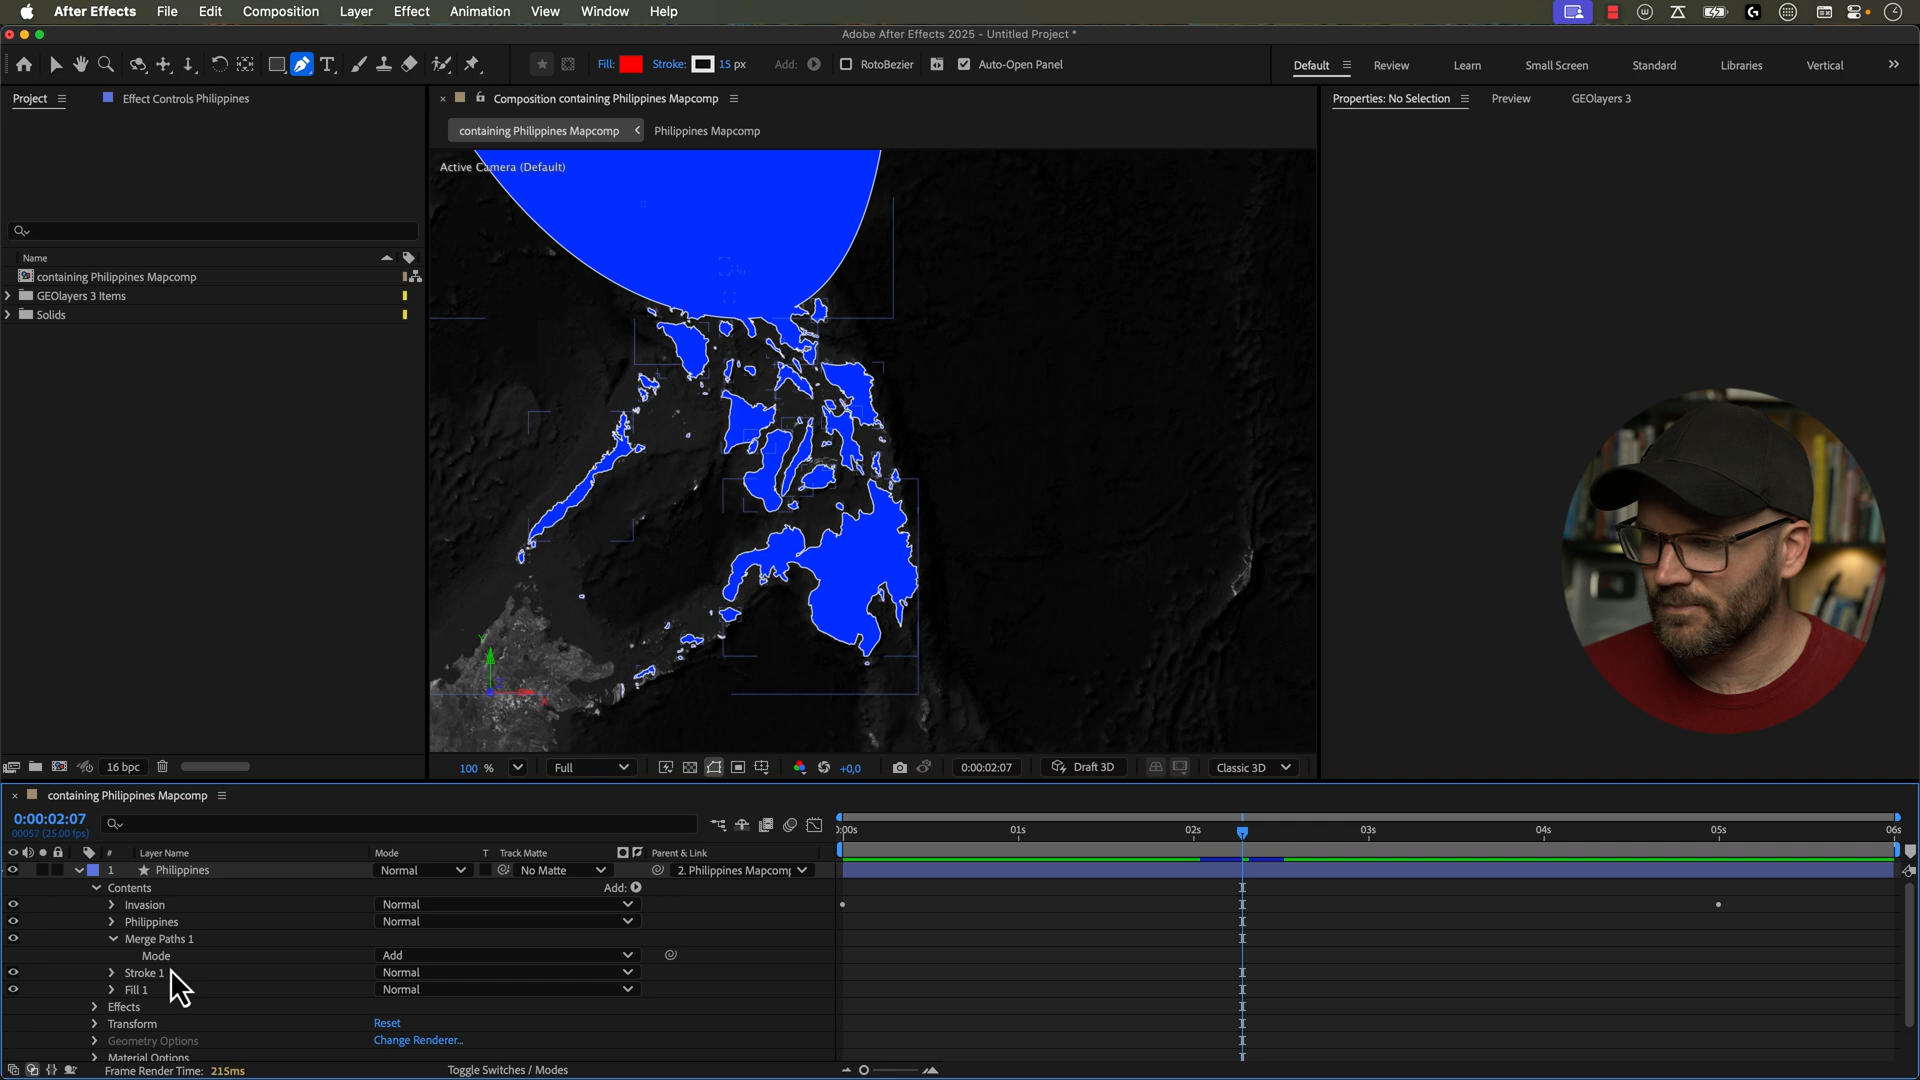 After Effects File Edit Composition Layer Effect Animation View Window Help
Adobe After Effects 2025 - Untitled Project *
Fill: Stroke: 15 px Add: RotoBezier Auto-Open Panel
Default Review Learn Small Screen Standard Libraries Vertical
Project Effect Controls Philippines
Composition containing Philippines Mapcomp
Properties: No Selection Preview GEOlayers 3
containing Philippines Mapcomp Philippines Mapcomp
Active Camera (Default)
Name
containing Philippines Mapcomp
GEOlayers 3 Items
Solids
Y
X
16 bpc
100 % Full +0,0 0:00:02:07 Draft 3D Classic 3D
containing Philippines Mapcomp
0:00:02:07
00057 (25.00 fps)
0:00s 01s 02s 03s 04s 05s 06s
# Layer Name Mode T Track Matte Parent & Link
1 Philippines Normal No Matte 2. Philippines Mapcomp
Contents Add:
Invasion Normal
Philippines Normal
Merge Paths 1
Mode Add
Stroke 1 Normal
Fill 1 Normal
Effects
Transform Reset
Geometry Options Change Renderer...
Material Options
Frame Render Time: 215ms Toggle Switches / Modes